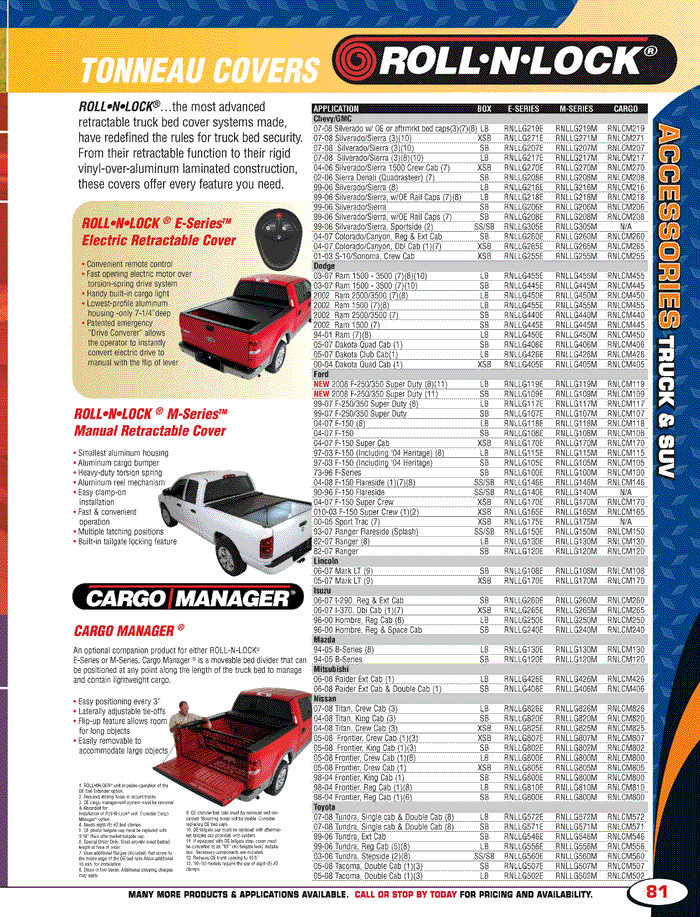 TONNEAU COVERS
ROLL•N•LOCK®
ROLL•N•LOCK®…the most advanced
retractable truck bed cover systems made,
have redefined the rules for truck bed security.
From their retractable function to their rigid
vinyl-over-aluminum laminated construction,
these covers offer every feature you need.
ROLL•N•LOCK ® E-Series™
Electric Retractable Cover
• Convenient remote control
• Fast opening electric motor over
torsion-spring drive system
• Handy built-in cargo light
• Lowest-profile aluminum
housing -only 7-1/4" deep
• Patented emergency
"Drive Converer" allows
the operator to instantly
convert electric drive to
manual with the flip of lever
ROLL•N•LOCK ® M-Series™
Manual Retractable Cover
• Smallest aluminum housing
• Aluminum cargo bumper
• Heavy-duty torsion spring
• Aluminum reel mechanism
• Easy clamp-on
installation
• Fast & convenient
operation
• Multiple latching positions
• Built-in tailgate locking feature
CARGO MANAGER®
CARGO MANAGER ®
An optional companion product for either ROLL-N-LOCK®
E-Series or M-Series, Cargo Manager ® is a moveable bed divider that can
be positioned at any point along the length of the truck bed to manage
and contain lightweight cargo.
• Easy positioning every 3"
• Laterally adjustable tie-offs
• Flip-up feature allows room
for long objects
• Easily removable to
accommodate large objects
APPLICATION BOX E-SERIES M-SERIES CARGO
Chevy/GMC
07-08 Silverado w/ OE or aftrmrkt bed caps(3)(7)(8) LB RNLLG219E RNLLG219M RNLCM219
07-08 Silverado/Sierra (3)(10) XSB RNLLG271E RNLLG271M RNLCM271
07-08 Silverado/Sierra (3)(10) SB RNLLG207E RNLLG207M RNLCM207
07-08 Silverado/Sierra (3)(8)(10) LB RNLLG217E RNLLG217M RNLCM217
04-06 Silverado/Sierra 1500 Crew Cab (7) XSB RNLLG270E RNLLG270M RNLCM270
02-06 Sierra Denali (Quadrasteer) (7) SB RNLLG208E RNLLG208M RNLCM208
99-06 Silverado/Sierra (8) LB RNLLG216E RNLLG216M RNLCM216
99-06 Silverado/Sierra, w/OE Rail Caps (7)(8) LB RNLLG218E RNLLG218M RNLCM218
99-06 Silverado/Sierra SB RNLLG206E RNLLG206M RNLCM206
99-06 Silverado/Sierra, w/OE Rail Caps (7) SB RNLLG208E RNLLG208M RNLCM208
99-06 Silverado/Sierra, Sportside (2) SS/SB RNLLG305E RNLLG305M N/A
04-07 Colorado/Canyon, Reg & Ext Cab SB RNLLG260E RNLLG260M RNLCM260
04-07 Colorado/Canyon, Dbl Cab (1)(7) XSB RNLLG265E RNLLG265M RNLCM265
01-03 S-10/Sonoma, Crew Cab XSB RNLLG255E RNLLG255M RNLCM255
Dodge
03-07 Ram 1500 - 3500 (7)(8)(10) LB RNLLG455E RNLLG455M RNLCM455
03-07 Ram 1500 - 3500 (7)(10) SB RNLLG445E RNLLG445M RNLCM445
2002 Ram 2500/3500 (7)(8) LB RNLLG450E RNLLG450M RNLCM450
2002 Ram 1500 (7)(8) LB RNLLG455E RNLLG455M RNLCM455
2002 Ram 2500/3500 (7) SB RNLLG440E RNLLG440M RNLCM440
2002 Ram 1500 (7) SB RNLLG445E RNLLG445M RNLCM445
94-01 Ram (7)(8) LB RNLLG450E RNLLG450M RNLCM450
05-07 Dakota Quad Cab (1) SB RNLLG406E RNLLG406M RNLCM406
05-07 Dakota Club Cab(1) LB RNLLG426E RNLLG426M RNLCM426
00-04 Dakota Quad Cab (1) XSB RNLLG405E RNLLG405M RNLCM405
Ford
NEW 2008 F-250/350 Super Duty (8)(11) LB RNLLG119E RNLLG119M RNLCM119
NEW 2008 F-250/350 Super Duty (11) SB RNLLG109E RNLLG109M RNLCM109
99-07 F-250/350 Super Duty (8) LB RNLLG117E RNLLG117M RNLCM117
99-07 F-250/350 Super Duty SB RNLLG107E RNLLG107M RNLCM107
04-07 F-150 (8) LB RNLLG118E RNLLG118M RNLCM118
04-07 F-150 SB RNLLG108E RNLLG108M RNLCM108
04-07 F-150 Super Cab XSB RNLLG170E RNLLG170M RNLCM170
97-03 F-150 (Including '04 Heritage) (8) LB RNLLG115E RNLLG115M RNLCM115
97-03 F-150 (Including '04 Heritage) SB RNLLG105E RNLLG105M RNLCM105
73-96 F-Series SB RNLLG100E RNLLG100M RNLCM100
04-08 F-150 Flareside (1)(7)(8) SS/SB RNLLG146E RNLLG146M RNLCM146
90-96 F-150 Flareside SS/SB RNLLG140E RNLLG140M N/A
04-07 F-150 Super Crew XSB RNLLG170E RNLLG170M RNLCM170
010-03 F-150 Super Crew (1)(2) XSB RNLLG165E RNLLG165M RNLCM165
00-05 Sport Trac (7) XSB RNLLG175E RNLLG175M N/A
93-07 Ranger Flareside (Splash) SS/SB RNLLG150E RNLLG150M RNLCM150
82-07 Ranger (8) LB RNLLG130E RNLLG130M RNLCM130
82-07 Ranger SB RNLLG120E RNLLG120M RNLCM120
Lincoln
06-07 Mark LT (9) SB RNLLG108E RNLLG108M RNLCM108
05-07 Mark LT (9) XSB RNLLG170E RNLLG170M RNLCM170
Isuzu
06-07 I-290. Reg & Ext Cab SB RNLLG260E RNLLG260M RNLCM260
06-07 I-370. Dbl Cab (1)(7) XSB RNLLG265E RNLLG265M RNLCM265
96-00 Hombre, Reg Cab (8) LB RNLLG250E RNLLG250M RNLCM250
96-00 Hombre, Reg & Space Cab SB RNLLG240E RNLLG240M RNLCM240
Mazda
94-05 B-Series (8) LB RNLLG130E RNLLG130M RNLCM130
94-05 B-Series SB RNLLG120E RNLLG120M RNLCM120
Mitsubishi
06-08 Raider Ext Cab (1) LB RNLLG426E RNLLG426M RNLCM426
06-08 Raider Ext Cab & Double Cab (1) SB RNLLG406E RNLLG406M RNLCM406
Nissan
07-08 Titan, Crew Cab (3) LB RNLLG826E RNLLG826M RNLCM826
04-08 Titan, King Cab (3) SB RNLLG820E RNLLG820M RNLCM820
04-08 Titan, Crew Cab (3) XSB RNLLG825E RNLLG825M RNLCM825
05-08 Frontier, Crew Cab (1)(3) XSB RNLLG807E RNLLG807M RNLCM807
05-08 Frontier, King Cab (1)(3) SB RNLLG802E RNLLG802M RNLCM802
05-08 Frontier, Crew Cab (1)(8) LB RNLLG800E RNLLG800M RNLCM800
05-08 Frontier, Crew Cab (1) XSB RNLLG805E RNLLG805M RNLCM805
98-04 Frontier, King Cab (1) SB RNLLG800E RNLLG800M RNLCM800
98-04 Frontier, Reg Cab (1)(8) LB RNLLG810E RNLLG810M RNLCM810
98-04 Frontier, Reg Cab (1)(6) SB RNLLG800E RNLLG800M RNLCM800
Toyota
07-08 Tundra, Single cab & Double Cab (8) LB RNLLG572E RNLLG572M RNLCM572
07-08 Tundra, Single cab & Double Cab (8) SB RNLLG571E RNLLG571M RNLCM571
99-06 Tundra, Ext Cab SB RNLLG546E RNLLG546M RNLCM546
99-06 Tundra, Reg Cab (5)(8) LB RNLLG556E RNLLG556M RNLCM556
03-06 Tundra, Stepside (2)(8) SS/SB RNLLG560E RNLLG560M RNLCM560
05-08 Tacoma, Double Cab (1)(3) SB RNLLG507E RNLLG507M RNLCM507
05-08 Tacoma, Double Cab (1)(3) LB RNLLG502E RNLLG502M RNLCM502
ACCESSORIES TRUCK & SUV
MANY MORE PRODUCTS & APPLICATIONS AVAILABLE. CALL OR STOP BY TODAY FOR PRICING AND AVAILABILITY.
81